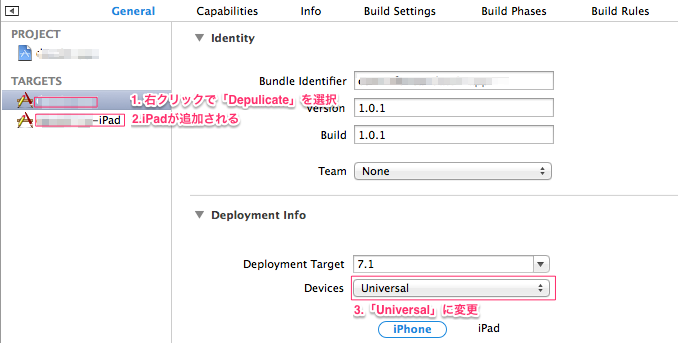 General Capabilities Info Build Settings Build Phases Build Rules
PROJECT
TARGETS
1. 右クリックで「Depulicate」を選択
-iPad 2.iPadが追加される
Identity
Bundle Identifier
Version 1.0.1
Build 1.0.1
Team None
Deployment Info
Deployment Target 7.1
Devices Universal
3.「Universal」に変更
iPhone iPad